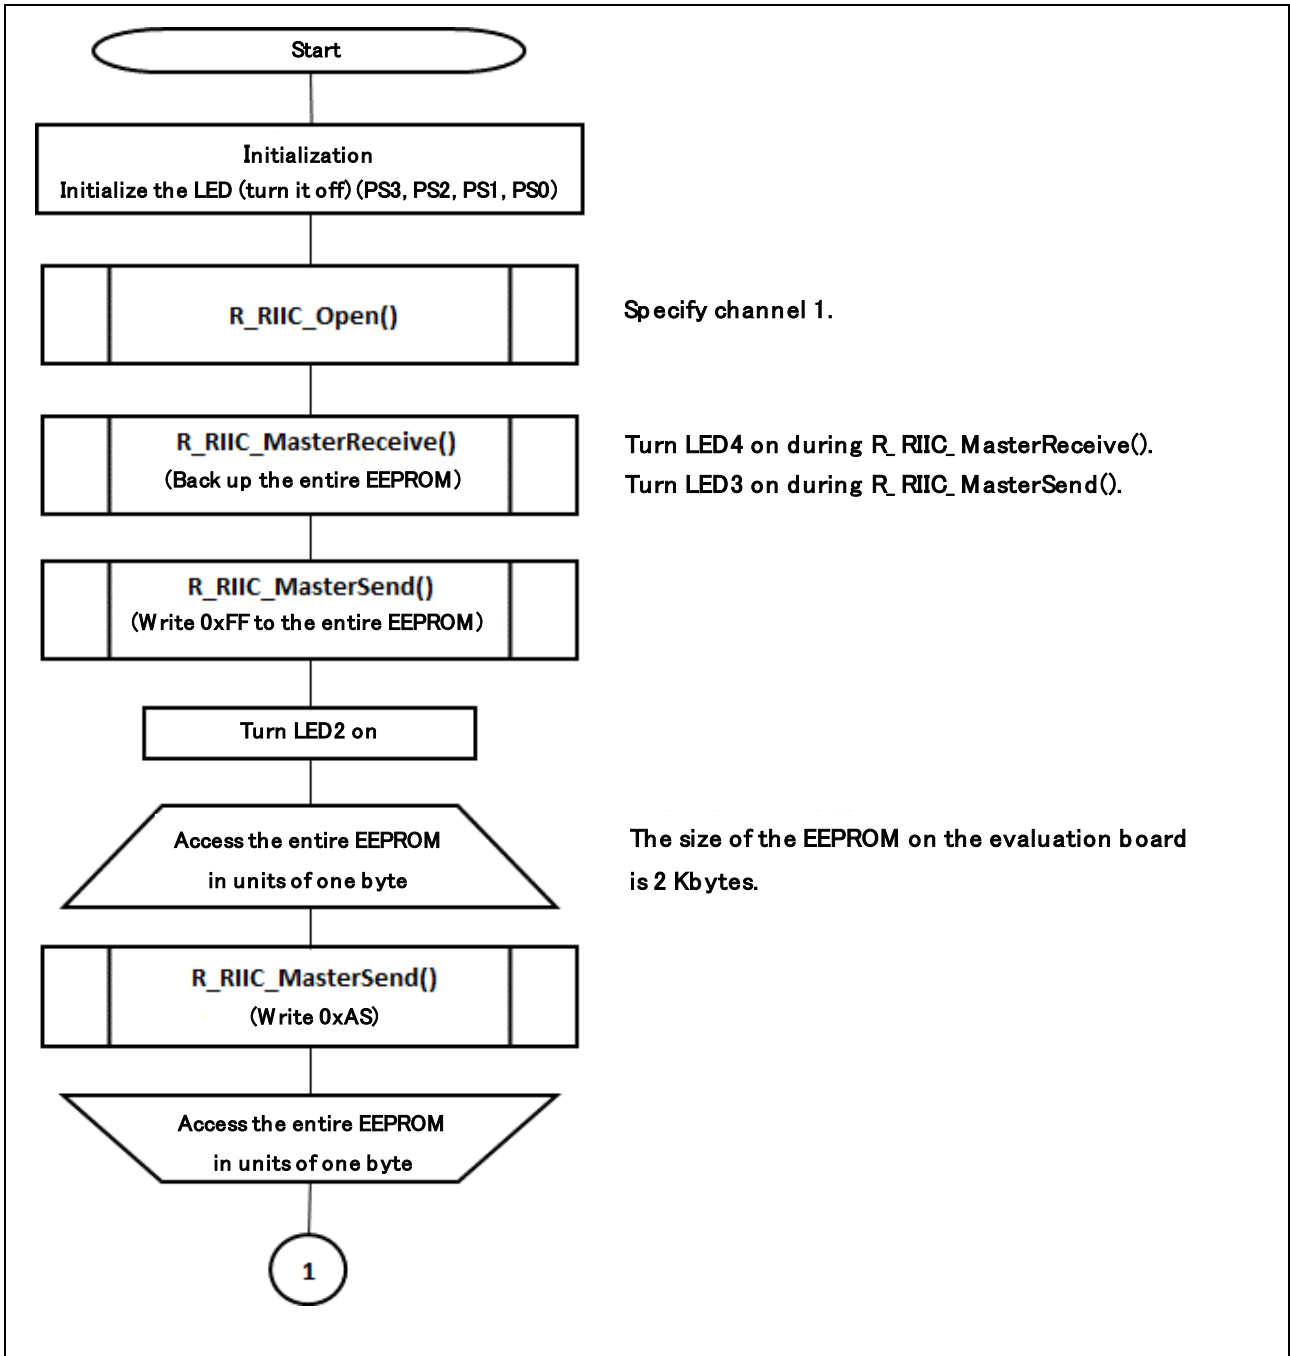 Start
Initialization
Initialize the LED (turn it off) (PS3, PS2, PS1, PS0)
R_RIIC_Open()
Specify channel 1.
R_RIIC_MasterReceive()
(Back up the entire EEPROM)
Turn LED4 on during R_RIIC_MasterReceive().
Turn LED3 on during R_RIIC_MasterSend().
R_RIIC_MasterSend()
(Write 0xFF to the entire EEPROM)
Turn LED2 on
Access the entire EEPROM
in units of one byte
The size of the EEPROM on the evaluation board
is 2 Kbytes.
R_RIIC_MasterSend()
(Write 0xAS)
Access the entire EEPROM
in units of one byte
1